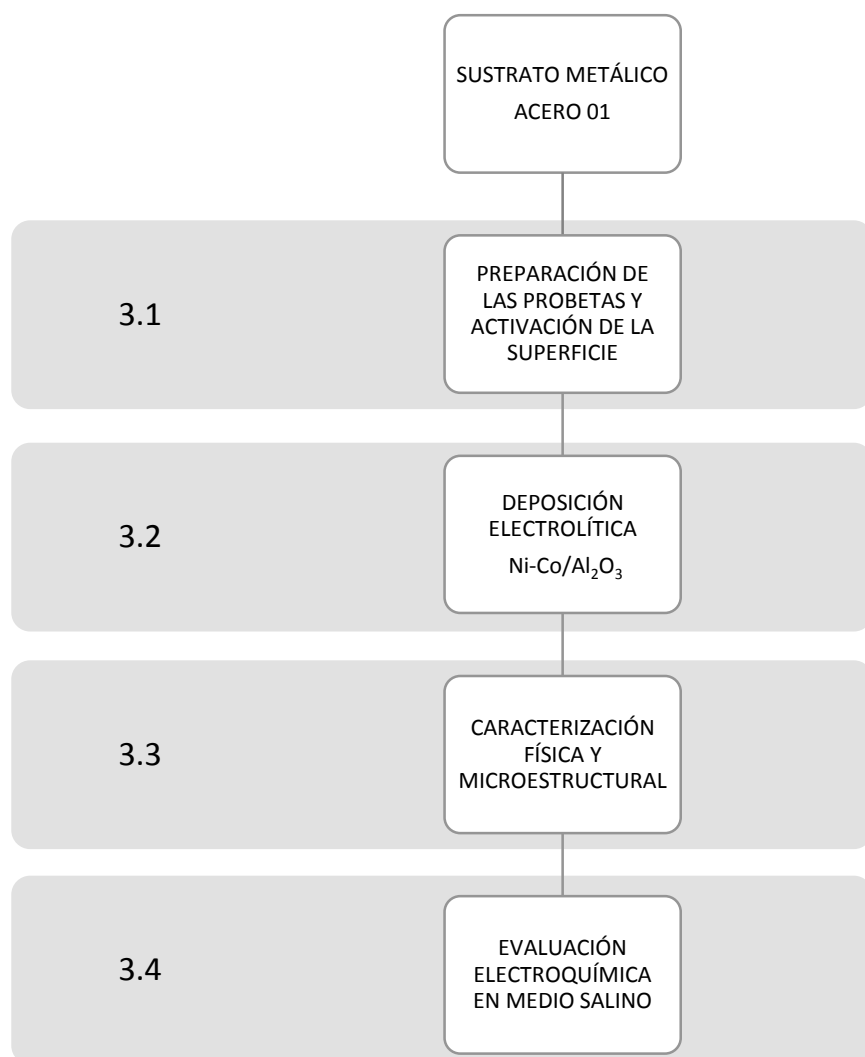 SUSTRATO METÁLICO
ACERO 01
3.1
PREPARACIÓN DE
LAS PROBETAS Y
ACTIVACIÓN DE LA
SUPERFICIE
3.2
DEPOSICIÓN
ELECTROLÍTICA
Ni-Co/Al₂O₃
3.3
CARACTERIZACIÓN
FÍSICA Y
MICROESTRUCTURAL
3.4
EVALUACIÓN
ELECTROQUÍMICA
EN MEDIO SALINO